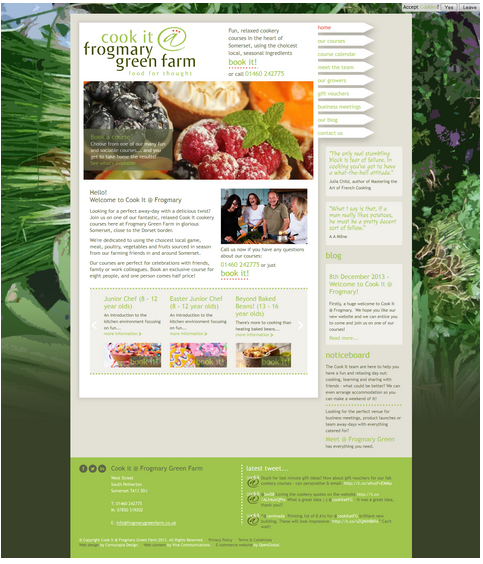 Accept Cookies? Yes Leave
cook it @
frogmary
green farm
food for thought
Fun, relaxed cookery
courses in the heart of
Somerset, using the choicest
local, seasonal ingredients
book it!
or call 01460 242775
home
our courses
course calendar
meet the team
our growers
gift vouchers
business meetings
our blog
contact us
Book a course
Choose from one of our many fun
and sociable courses... and you
get to take home the results!
See what's available
"The only real stumbling
block is fear of failure. In
cooking you've got to have
a what-the-hell attitude."
Julia Child, author of Mastering the
Art of French Cooking
"What I say is that, if a
man really likes potatoes,
he must be a pretty decent
sort of fellow."
A A Milne
Hello!
Welcome to Cook It @ Frogmary
Looking for a perfect away-day with a delicious twist?
Join us on one of our fantastic, relaxed Cook It cookery
courses here at Frogmary Green Farm in glorious
Somerset, close to the Dorset border.
We're dedicated to using the choicest local game,
meat, poultry, vegetables and fruits sourced in season
from our farming friends in and around Somerset.
Our courses are perfect for celebrations with friends,
family or work colleagues. Book an exclusive course for
eight people, and one person comes half price!
Call us now if you have any questions
about our courses:
01460 242775 or just
book it!
blog
8th December 2013 -
Welcome to Cook It @
Frogmary!
Firstly, a huge welcome to Cook It
@ Frogmary. We hope you like our
new website and we can entice you
to come and join us on one of our
courses!
Read more...
Junior Chef (8 - 12
year olds)
An introduction to the
kitchen environment focusing
on fun...
more information >
book it!
Easter Junior Chef
(8 - 12 year olds)
An introduction to the
kitchen environment focusing
on fun...
more information >
book it!
Beyond Baked
Beans! (13 - 16
year olds)
There's more to cooking than
heating baked beans...
more information >
book it!
noticeboard
The Cook It team are here to help you
have a fun and relaxing day out:
cooking, learning and sharing with
friends - what could be better? We can
even arrange accommodation so you
can make a weekend of it!
Looking for the perfect venue for
business meetings, product launches or
team away-days with everything
catered for?
Meet @ Frogmary Green
has everything you need.
Cook It @ Frogmary Green Farm
West Street
South Petherton
Somerset TA13 5DJ
T: 01460 242775
E: info@frogmarygreenfarm.co.uk
latest tweet...
© Copyright Cook It @ Frogmary Green Farm 2013. All Rights Reserved. Privacy Policy Terms & Conditions